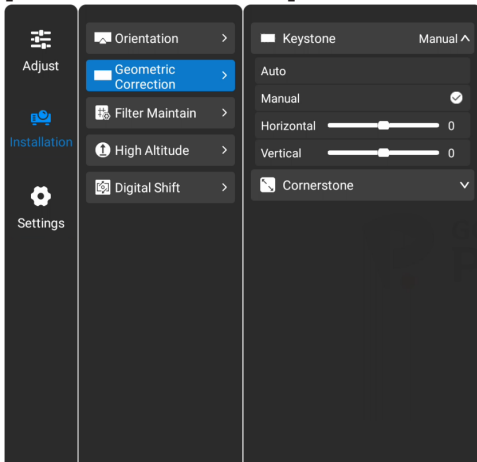 Adjust
Installation
Settings
Orientation
Geometric
Correction
Filter Maintain
High Altitude
Digital Shift
Keystone Manual
Auto
Manual
Horizontal 0
Vertical 0
Cornerstone